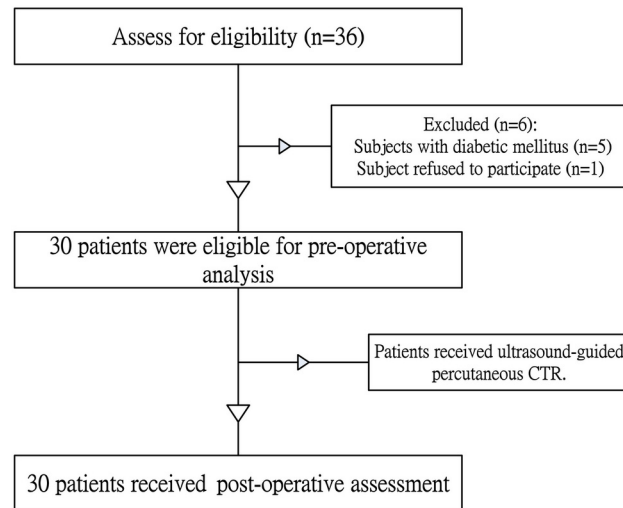 Assess for eligibility (n=36)
Excluded (n=6):
Subjects with diabetic mellitus (n=5)
Subject refused to participate (n=1)
30 patients were eligible for pre-operative
analysis
Patients received ultrasound-guided
percutaneous CTR.
30 patients received post-operative assessment